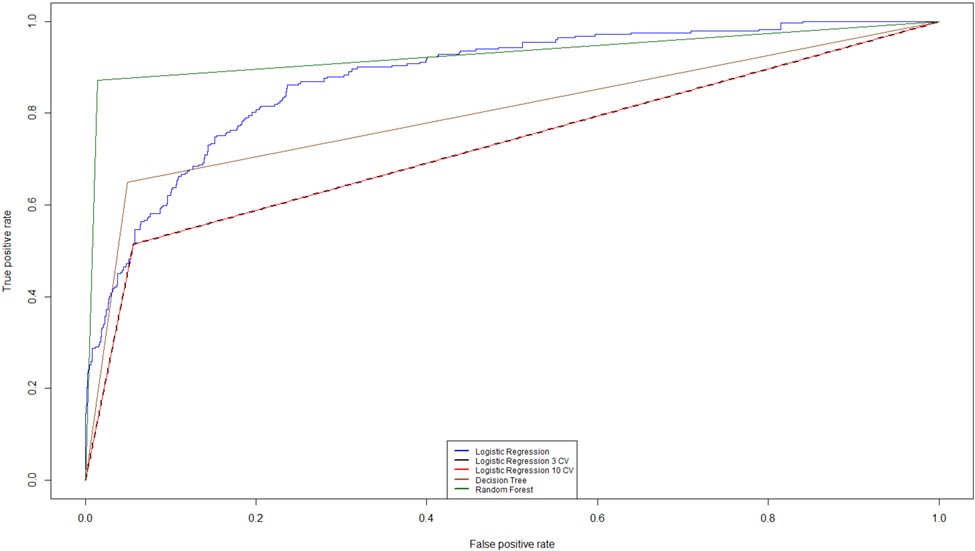 True positive rate
1.0
0.8
0.6
0.4
0.2
0.0
Logistic Regression
Logistic Regression 3 CV
Logistic Regression 10 CV
Decision Tree
Random Forest
0.0 0.2 0.4 0.6 0.8 1.0
False positive rate